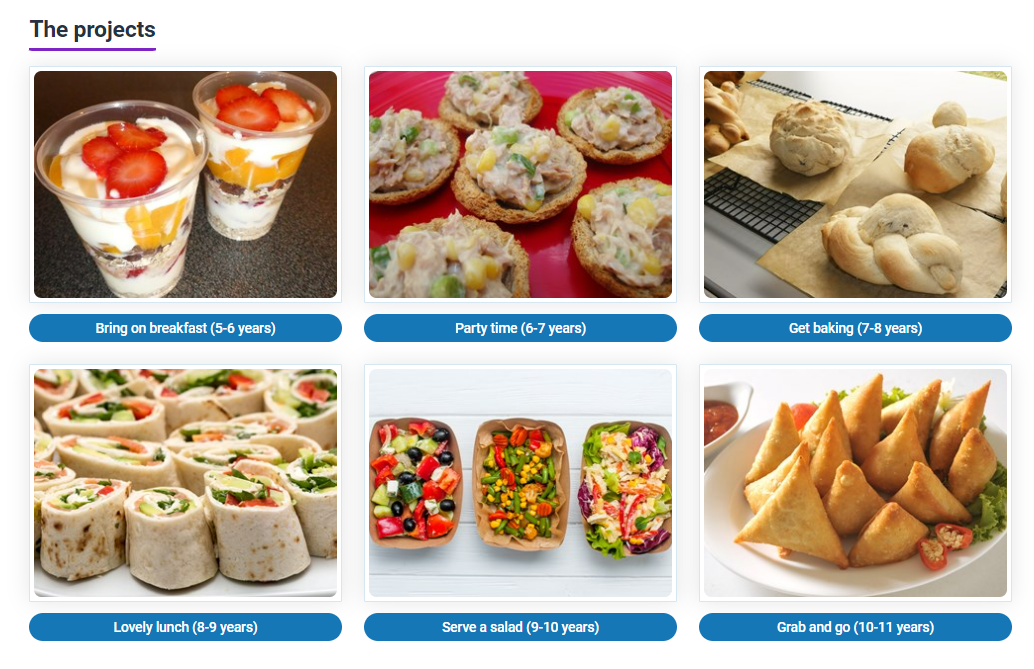 The projects
Bring on breakfast (5-6 years)
Party time (6-7 years)
Get baking (7-8 years)
Lovely lunch (8-9 years)
Serve a salad (9-10 years)
Grab and go (10-11 years)